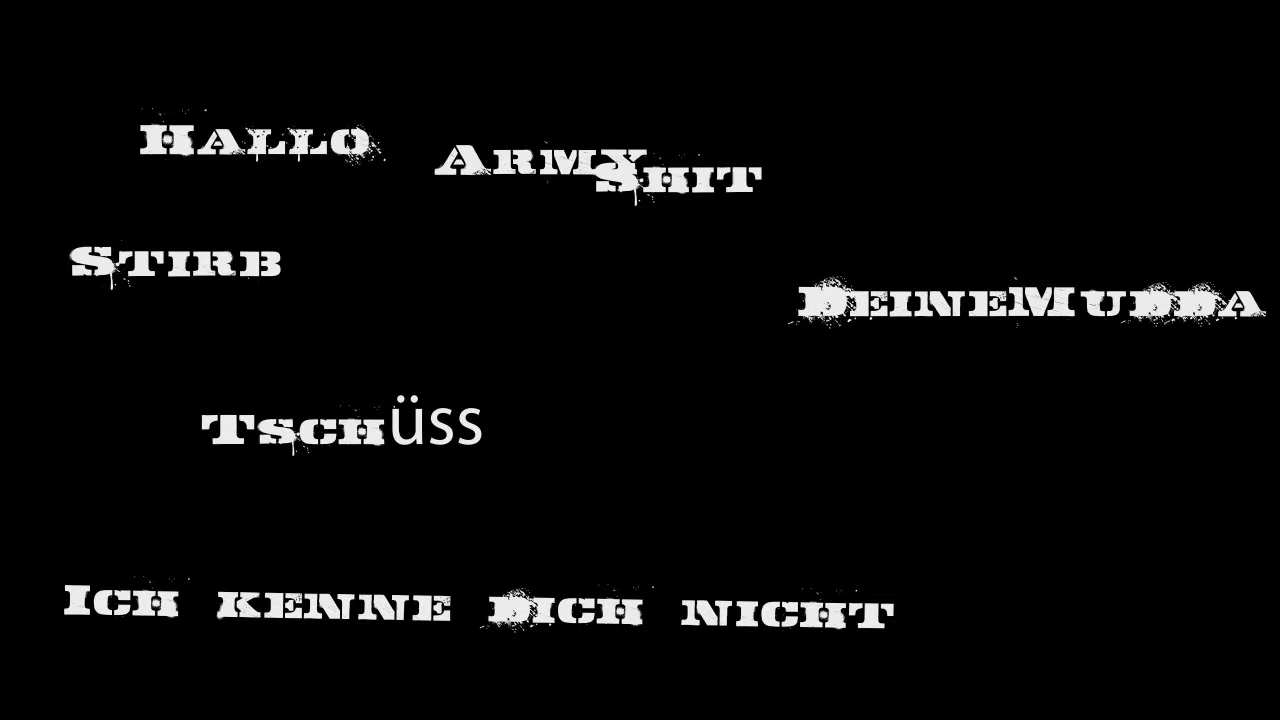 Hallo
Army
Shit
Stirb
DeineMudda
Tschüss
Ich kenne dich nicht